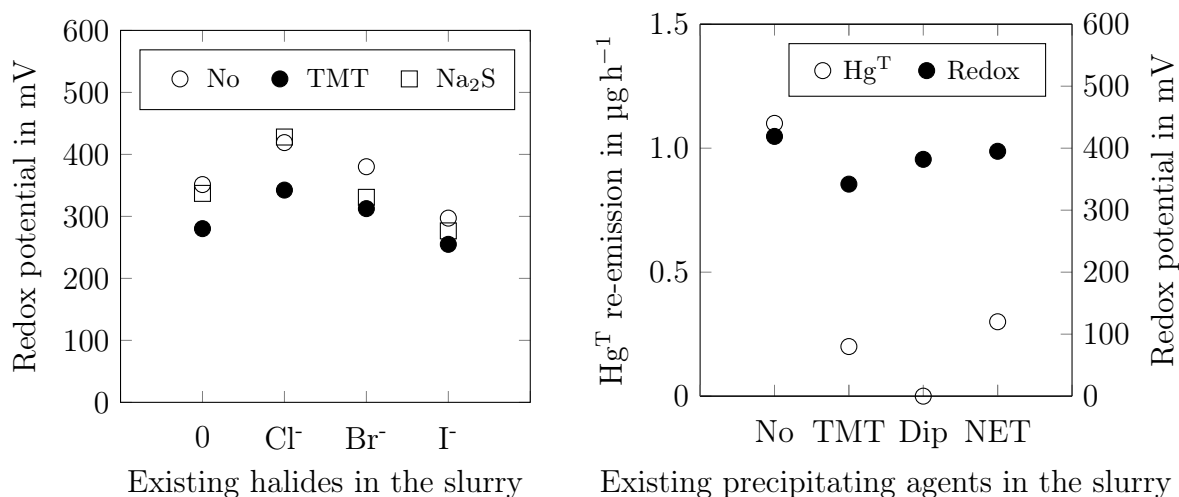 600
500
400
300
200
100
0
Redox potential in mV
No TMT Na₂S
0 Cl⁻ Br⁻ I⁻
Existing halides in the slurry
1.5
1.0
0.5
0
Hgᵀ re-emission in µg h⁻¹
Hgᵀ Redox
600
500
400
300
200
100
0
Redox potential in mV
No TMT Dip NET
Existing precipitating agents in the slurry